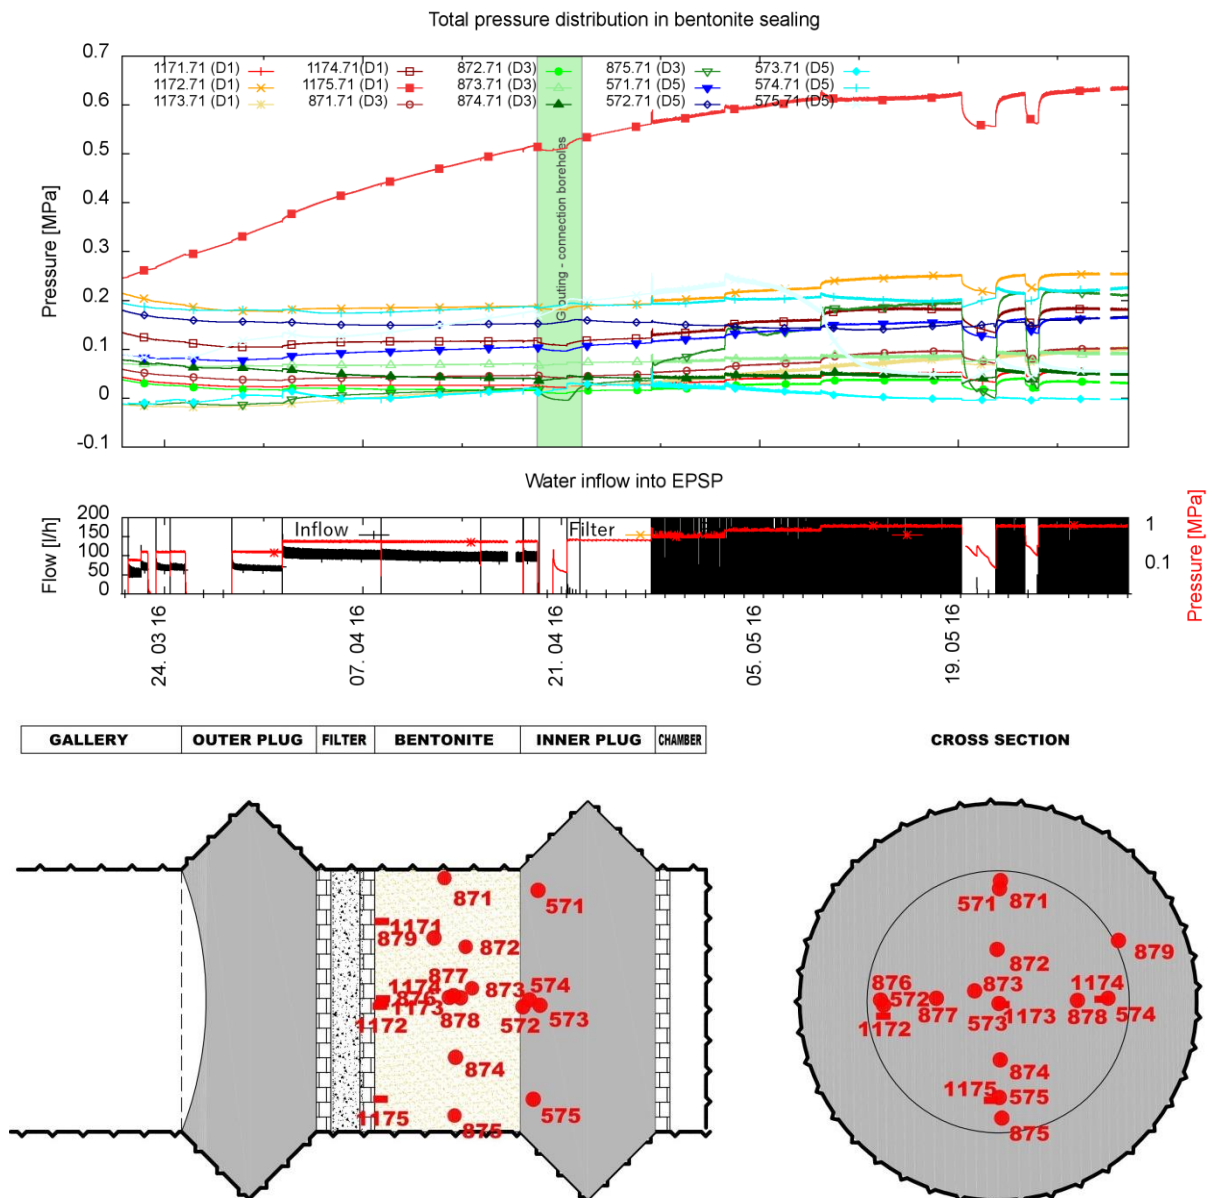 Total pressure distribution in bentonite sealing
0.7
0.6
0.5
0.4
0.3
0.2
0.1
0
-0.1
Pressure [MPa]
1171.71 (D1) 1174.71(D1) 872.71 (D3) 875.71 (D3) 573.71 (D5)
1172.71 (D1) 1175.71(D1) 873.71 (D3) 571.71 (D5) 574.71 (D5)
1173.71 (D1) 871.71 (D3) 874.71 (D3) 572.71 (D5) 575.71 (D5)
Grouting - connection boreholes
Water inflow into EPSP
Flow [l/h]
200
150
100
50
0
Inflow
Filter
1
0.1
Pressure [MPa]
24. 03 16
07. 04 16
21. 04 16
05. 05 16
19. 05 16
GALLERY OUTER PLUG FILTER BENTONITE INNER PLUG CHAMBER
CROSS SECTION
871
571
1171
879
872
877
1174
876
873
574
1173
1172
878
572
573
874
1175
875
575
571
871
879
872
876
572
873
1174
1172
877
573
1173
878
574
874
1175
575
875